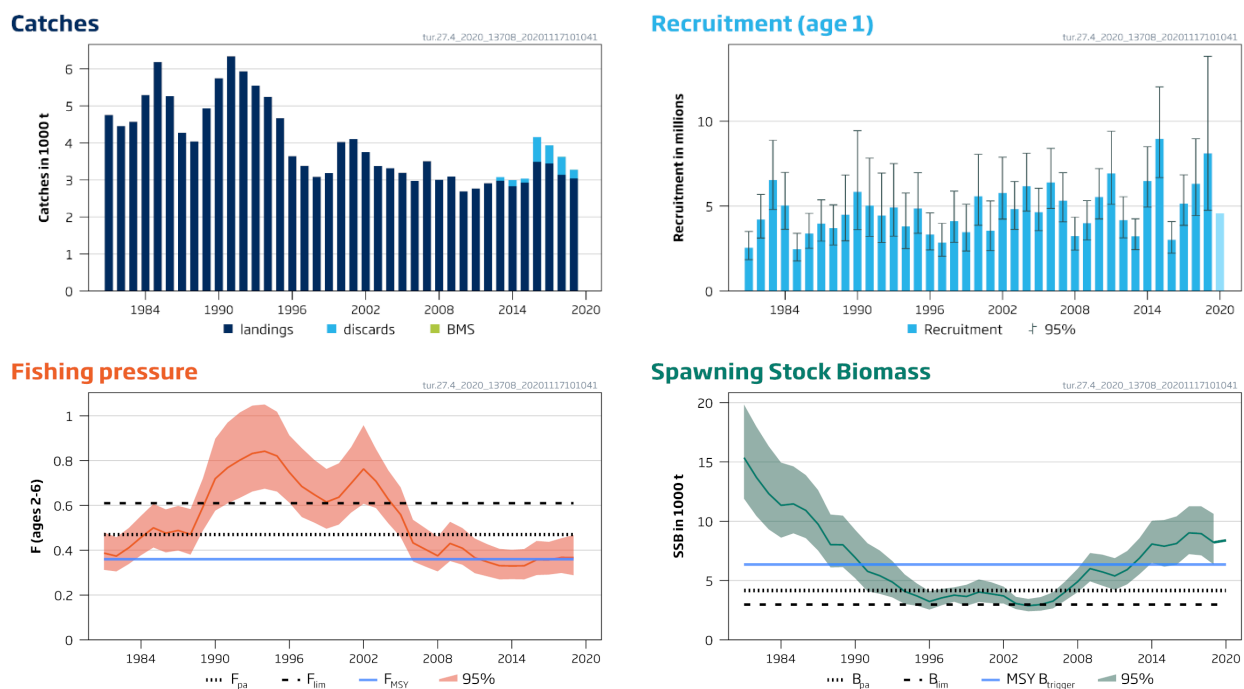 Catches
tur.27.4_2020_13708_20201117101041
Catches in 1000 t
6
5
4
3
2
1
0
1984 1990 1996 2002 2008 2014 2020
landings discards BMS
Recruitment (age 1)
tur.27.4_2020_13708_20201117101041
Recruitment in millions
10
5
0
1984 1990 1996 2002 2008 2014 2020
Recruitment 95%
Fishing pressure
tur.27.4_2020_13708_20201117101041
F (ages 2-6)
1
0.8
0.6
0.4
0.2
0
1984 1990 1996 2002 2008 2014 2020
Fpa Flim FMSY 95%
Spawning Stock Biomass
tur.27.4_2020_13708_20201117101041
SSB in 1000 t
20
15
10
5
0
1984 1990 1996 2002 2008 2014 2020
Bpa Blim MSY Btrigger 95%